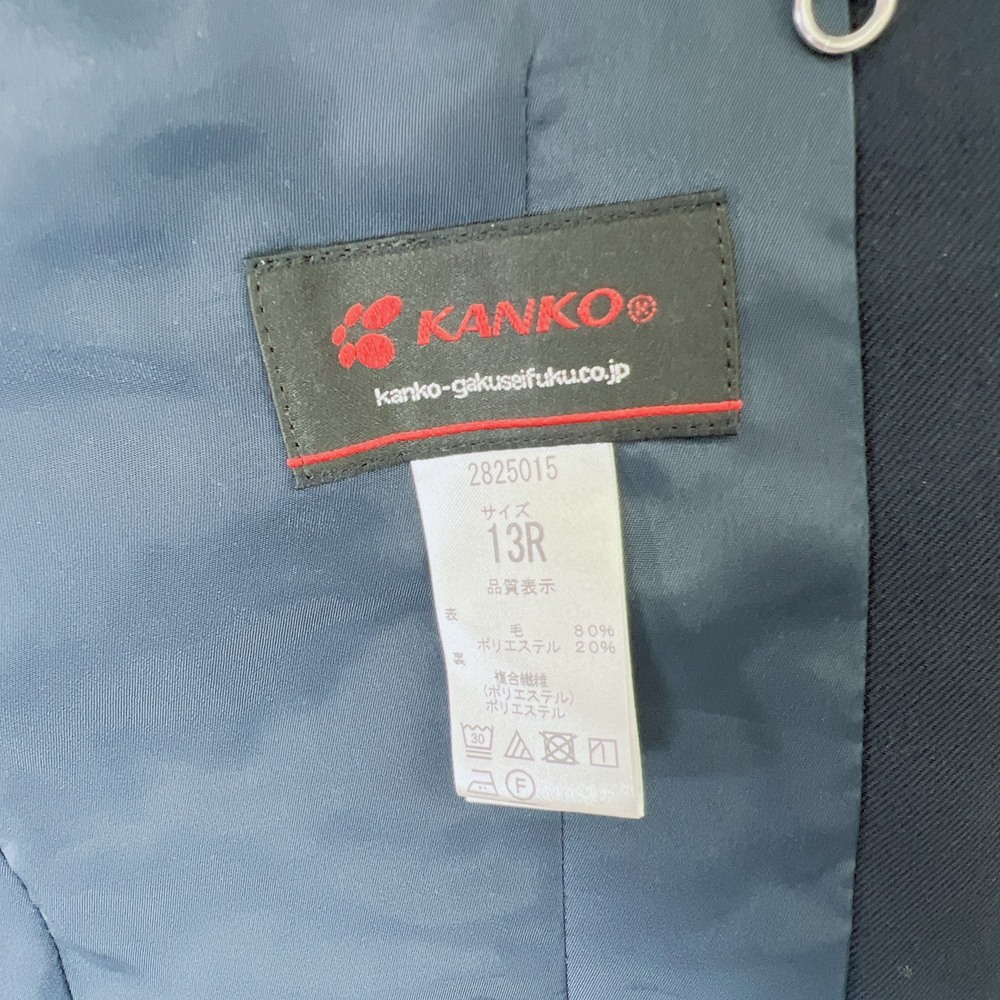 KANKO®
kanko-gakuseifuku.co.jp
2825015
サイズ
13R
品質表示
表
毛 80%
ポリエステル 20%
裏
複合繊維
(ポリエステル)
ポリエステル
30
F